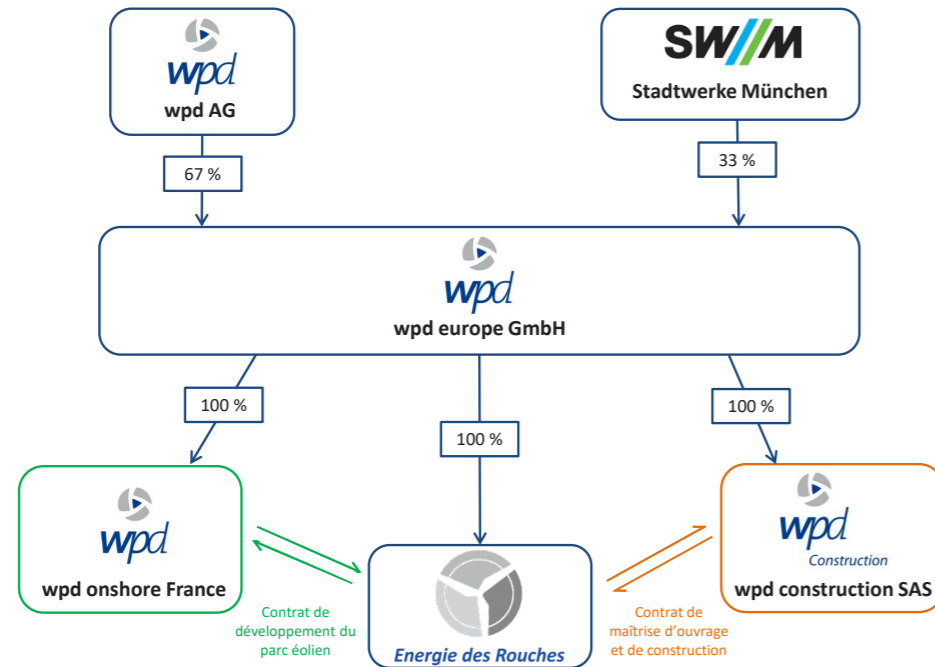 wpd
wpd AG
SW//M
Stadtwerke München
67 %
33 %
wpd
wpd europe GmbH
100 %
100 %
100 %
wpd
wpd onshore France
wpd
Construction
wpd construction SAS
Contrat de
développement du
parc éolien
Energie des Rouches
Contrat de
maîtrise d’ouvrage
et de construction